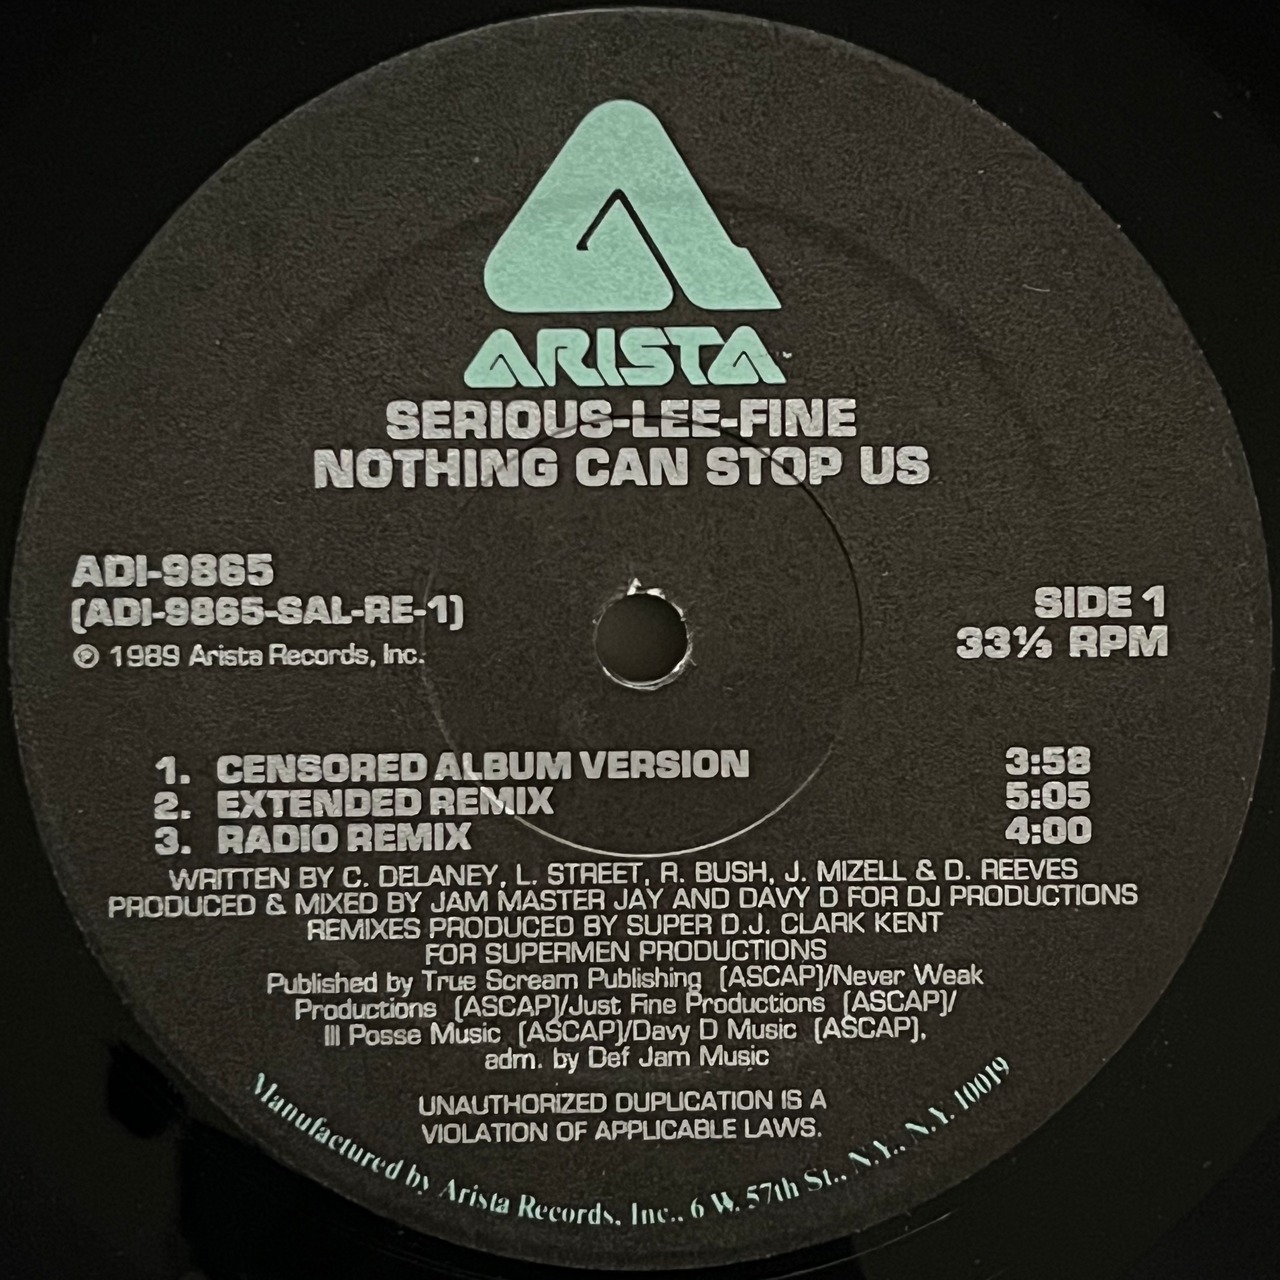 ARISTA
SERIOUS-LEE-FINE
NOTHING CAN STOP US
ADI-9865
(ADI-9865-SAL-RE-1)
℗ 1989 Arista Records, Inc.
SIDE 1
33⅓ RPM
1. CENSORED ALBUM VERSION 3:58
2. EXTENDED REMIX 5:05
3. RADIO REMIX 4:00
WRITTEN BY C. DELANEY, L. STREET, R. BUSH, J. MIZELL & D. REEVES
PRODUCED & MIXED BY JAM MASTER JAY AND DAVY D FOR DJ PRODUCTIONS
REMIXES PRODUCED BY SUPER D.J. CLARK KENT
FOR SUPERMEN PRODUCTIONS
Published by True Scream Publishing (ASCAP)/Never Weak
Productions (ASCAP)/Just Fine Productions (ASCAP)/
Ill Posse Music (ASCAP)/Davy D Music (ASCAP),
adm. by Def Jam Music
UNAUTHORIZED DUPLICATION IS A
VIOLATION OF APPLICABLE LAWS.
Manufactured by Arista Records, Inc., 6 W. 57th St., N.Y., N.Y. 10019